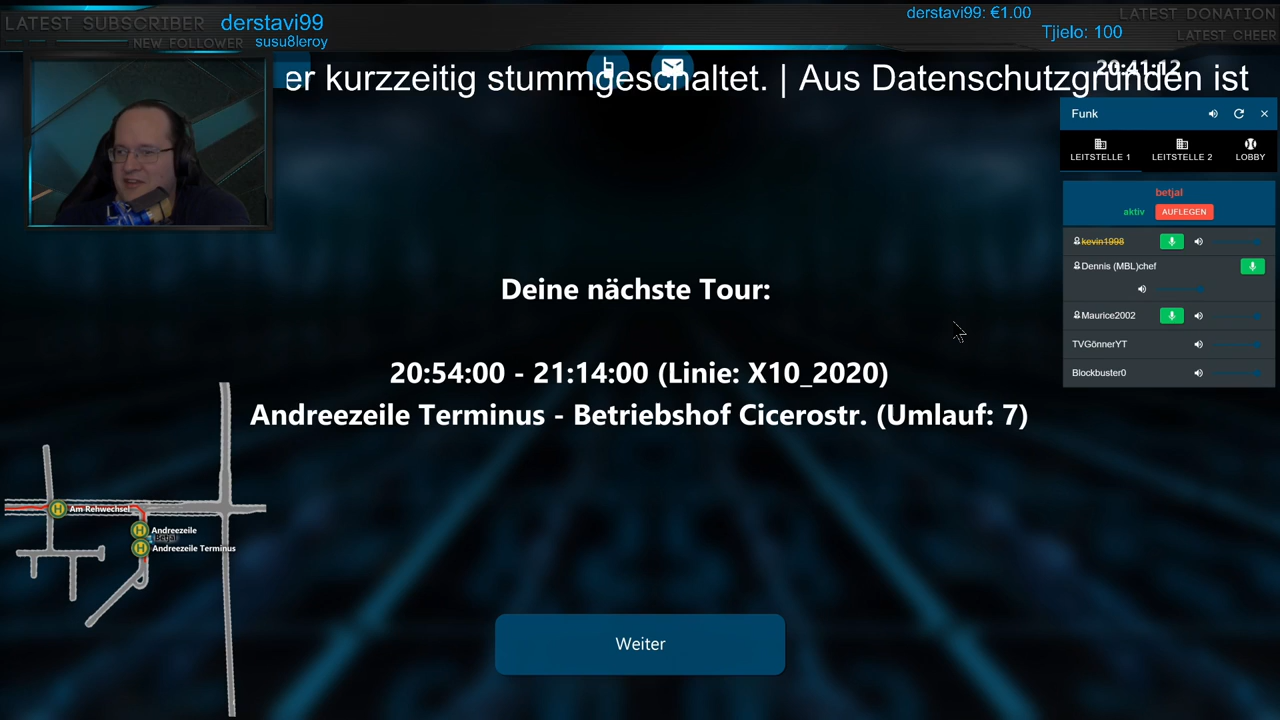 LATEST SUBSCRIBER
derstavi99
NEW FOLLOWER
susu8leroy
derstavi99: €1.00
LATEST DONATION
Tjielo: 100
LATEST CHEER
er kurzzeitig stummgeschaltet. | Aus Datenschutzgründen ist
20:41:12
Funk
LEITSTELLE 1
LEITSTELLE 2
LOBBY
betjal
aktiv
AUFLEGEN
kevin1998
Dennis (MBL)chef
Maurice2002
TVGönnerYT
Blockbuster0
Deine nächste Tour:
20:54:00 - 21:14:00 (Linie: X10_2020)
Andreezeile Terminus - Betriebshof Cicerostr. (Umlauf: 7)
Am Rehwechsel
Andreezeile
Betjal
Andreezeile Terminus
Weiter